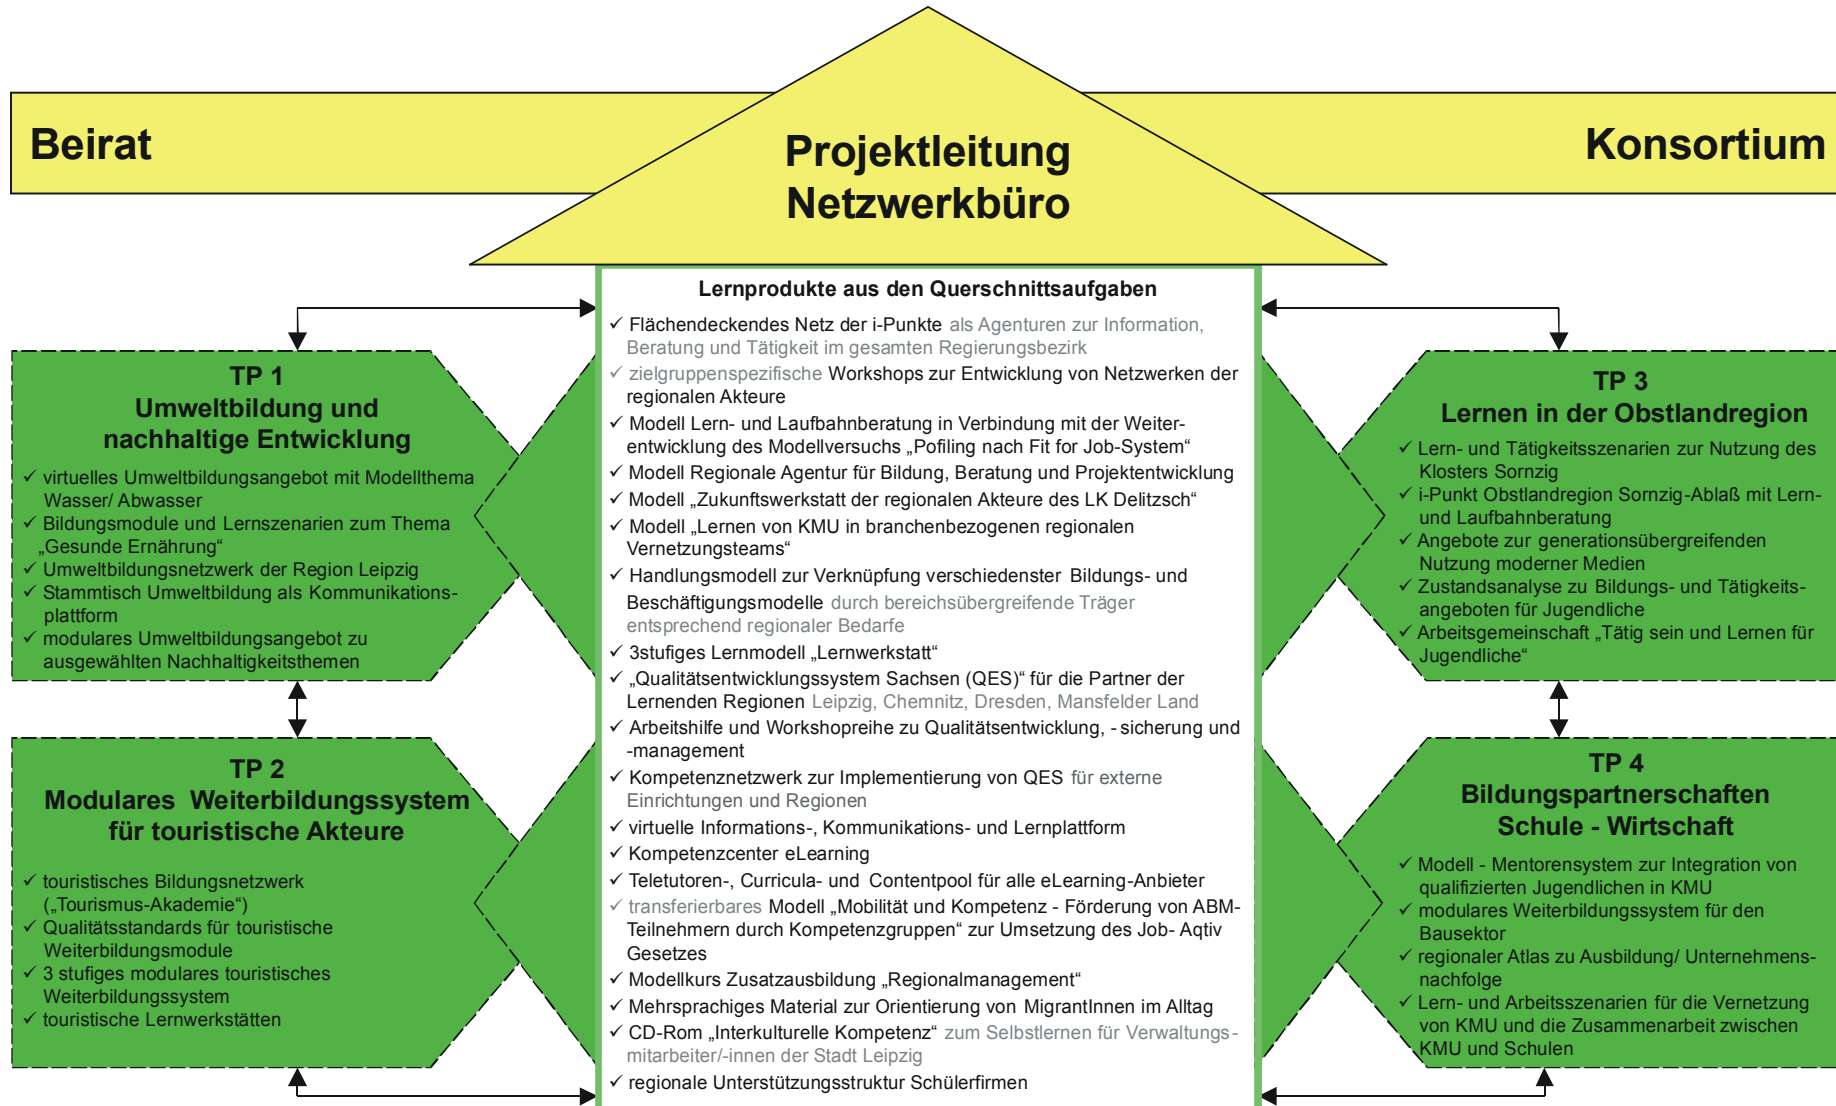 Beirat
Projektleitung
Netzwerkbüro
Konsortium
TP 1
Umweltbildung und
nachhaltige Entwicklung
✓ virtuelles Umweltbildungsangebot mit Modellthema
Wasser/ Abwasser
✓ Bildungsmodule und Lernszenarien zum Thema
„Gesunde Ernährung“
✓ Umweltbildungsnetzwerk der Region Leipzig
✓ Stammtisch Umweltbildung als Kommunikations-
plattform
✓ modulares Umweltbildungsangebot zu
ausgewählten Nachhaltigkeitsthemen
TP 2
Modulares Weiterbildungssystem
für touristische Akteure
✓ touristisches Bildungsnetzwerk
(„Tourismus-Akademie“)
✓ Qualitätsstandards für touristische
Weiterbildungsmodule
✓ 3 stufiges modulares touristisches
Weiterbildungssystem
✓ touristische Lernwerkstätten
Lernprodukte aus den Querschnittsaufgaben
✓ Flächendeckendes Netz der i-Punkte als Agenturen zur Information,
Beratung und Tätigkeit im gesamten Regierungsbezirk
✓ zielgruppenspezifische Workshops zur Entwicklung von Netzwerken der
regionalen Akteure
✓ Modell Lern- und Laufbahnberatung in Verbindung mit der Weiter-
entwicklung des Modellversuchs „Pofiling nach Fit for Job-System“
✓ Modell Regionale Agentur für Bildung, Beratung und Projektentwicklung
✓ Modell „Zukunftswerkstatt der regionalen Akteure des LK Delitzsch“
✓ Modell „Lernen von KMU in branchenbezogenen regionalen
Vernetzungsteams“
✓ Handlungsmodell zur Verknüpfung verschiedenster Bildungs- und
Beschäftigungsmodelle durch bereichsübergreifende Träger
entsprechend regionaler Bedarfe
✓ 3stufiges Lernmodell „Lernwerkstatt“
✓ „Qualitätsentwicklungssystem Sachsen (QES)“ für die Partner der
Lernenden Regionen Leipzig, Chemnitz, Dresden, Mansfelder Land
✓ Arbeitshilfe und Workshopreihe zu Qualitätsentwicklung, - sicherung und
-management
✓ Kompetenznetzwerk zur Implementierung von QES für externe
Einrichtungen und Regionen
✓ virtuelle Informations-, Kommunikations- und Lernplattform
✓ Kompetenzcenter eLearning
✓ Teletutoren-, Curricula- und Contentpool für alle eLearning-Anbieter
✓ transferierbares Modell „Mobilität und Kompetenz - Förderung von ABM-
Teilnehmern durch Kompetenzgruppen“ zur Umsetzung des Job- Aqtiv
Gesetzes
✓ Modellkurs Zusatzausbildung „Regionalmanagement“
✓ Mehrsprachiges Material zur Orientierung von MigrantInnen im Alltag
✓ CD-Rom „Interkulturelle Kompetenz“ zum Selbstlernen für Verwaltungs-
mitarbeiter/-innen der Stadt Leipzig
✓ regionale Unterstützungsstruktur Schülerfirmen
TP 3
Lernen in der Obstlandregion
✓ Lern- und Tätigkeitsszenarien zur Nutzung des
Klosters Sornzig
✓ i-Punkt Obstlandregion Sornzig-Ablaß mit Lern-
und Laufbahnberatung
✓ Angebote zur generationsübergreifenden
Nutzung moderner Medien
✓ Zustandsanalyse zu Bildungs- und Tätigkeits-
angeboten für Jugendliche
✓ Arbeitsgemeinschaft „Tätig sein und Lernen für
Jugendliche“
TP 4
Bildungspartnerschaften
Schule - Wirtschaft
✓ Modell - Mentorensystem zur Integration von
qualifizierten Jugendlichen in KMU
✓ modulares Weiterbildungssystem für den
Bausektor
✓ regionaler Atlas zu Ausbildung/ Unternehmens-
nachfolge
✓ Lern- und Arbeitsszenarien für die Vernetzung
von KMU und die Zusammenarbeit zwischen
KMU und Schulen